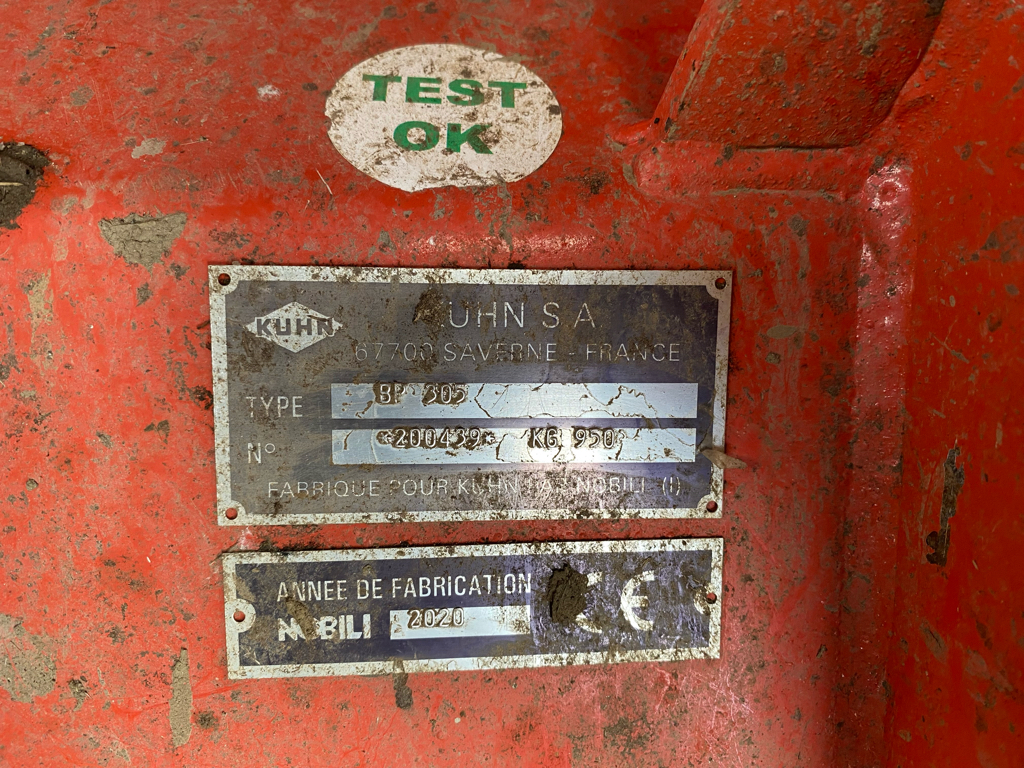 TEST
OK
KUHN
KUHN S.A.
67700 SAVERNE - FRANCE
TYPE BP 305
N° *200439* KG 950
FABRIQUE POUR KUHN PAR NOBILI (I)
ANNEE DE FABRICATION
NOBILI 2020 CE